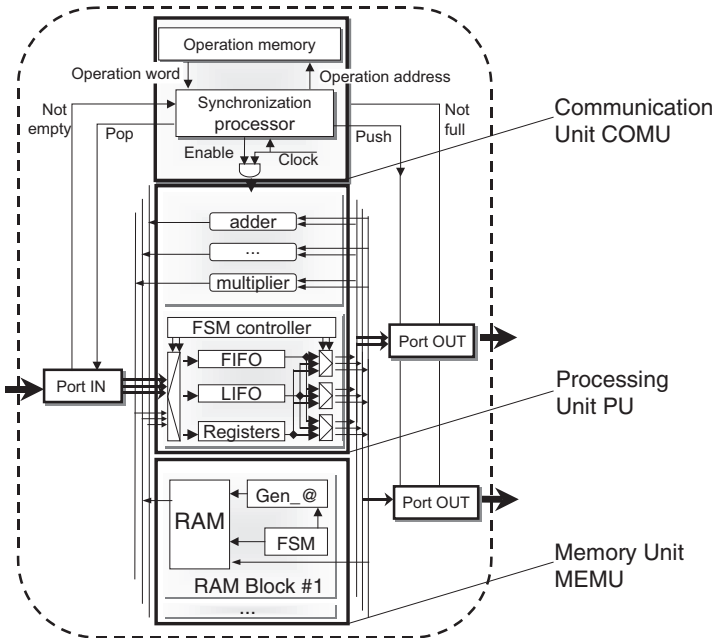 Operation memory
Operation word
Operation address
Not
empty
Pop
Synchronization
processor
Not
full
Push
Enable
Clock
Communication
Unit COMU
adder
...
multiplier
FSM controller
FIFO
LIFO
Registers
Port IN
Port OUT
Processing
Unit PU
Port OUT
RAM
Gen_@
FSM
RAM Block #1
...
Memory Unit
MEMU